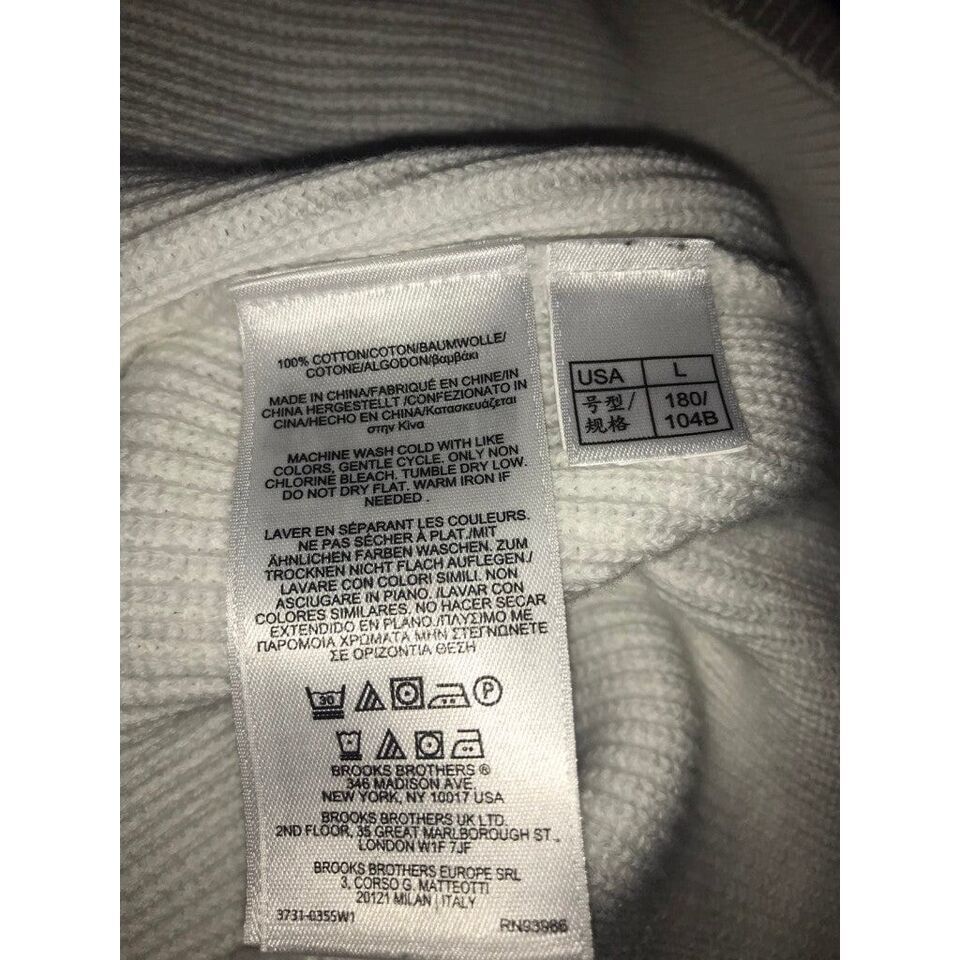 100% COTTON/COTON/BAUMWOLLE/
COTONE/ALGODON/βαμβάκι
MADE IN CHINA/FABRIQUÉ EN CHINE/IN
CHINA HERGESTELLT /CONFEZIONATO IN
CINA/HECHO EN CHINA/Κατασκευάζεται
στην Κίνα
MACHINE WASH COLD WITH LIKE
COLORS, GENTLE CYCLE. ONLY NON
CHLORINE BLEACH. TUMBLE DRY LOW.
DO NOT DRY FLAT. WARM IRON IF
NEEDED .
LAVER EN SÉPARANT LES COULEURS.
NE PAS SÉCHER À PLAT./MIT
ÄHNLICHEN FARBEN WASCHEN. ZUM
TROCKNEN NICHT FLACH AUFLEGEN./
LAVARE CON COLORI SIMILI. NON
ASCIUGARE IN PIANO. /LAVAR CON
COLORES SIMILARES. NO HACER SECAR
EXTENDIDO EN PLANO./ΠΛΥΣΙΜΟ ΜΕ
ΠΑΡΟΜΟΙΑ ΧΡΩΜΑΤΑ ΜΗΝ ΣΤΕΓΝΩΝΕΤΕ
ΣΕ ΟΡΙΖΟΝΤΙΑ ΘΕΣΗ
30 P
BROOKS BROTHERS ®
346 MADISON AVE.
NEW YORK, NY 10017 USA
BROOKS BROTHERS UK LTD.
2ND FLOOR, 35 GREAT MARLBOROUGH ST.,
LONDON W1F 7JF
BROOKS BROTHERS EUROPE SRL
3, CORSO G. MATTEOTTI
20121 MILAN | ITALY
3731-0355W1 RN93986
USA L
号型/ 180/
规格 104B